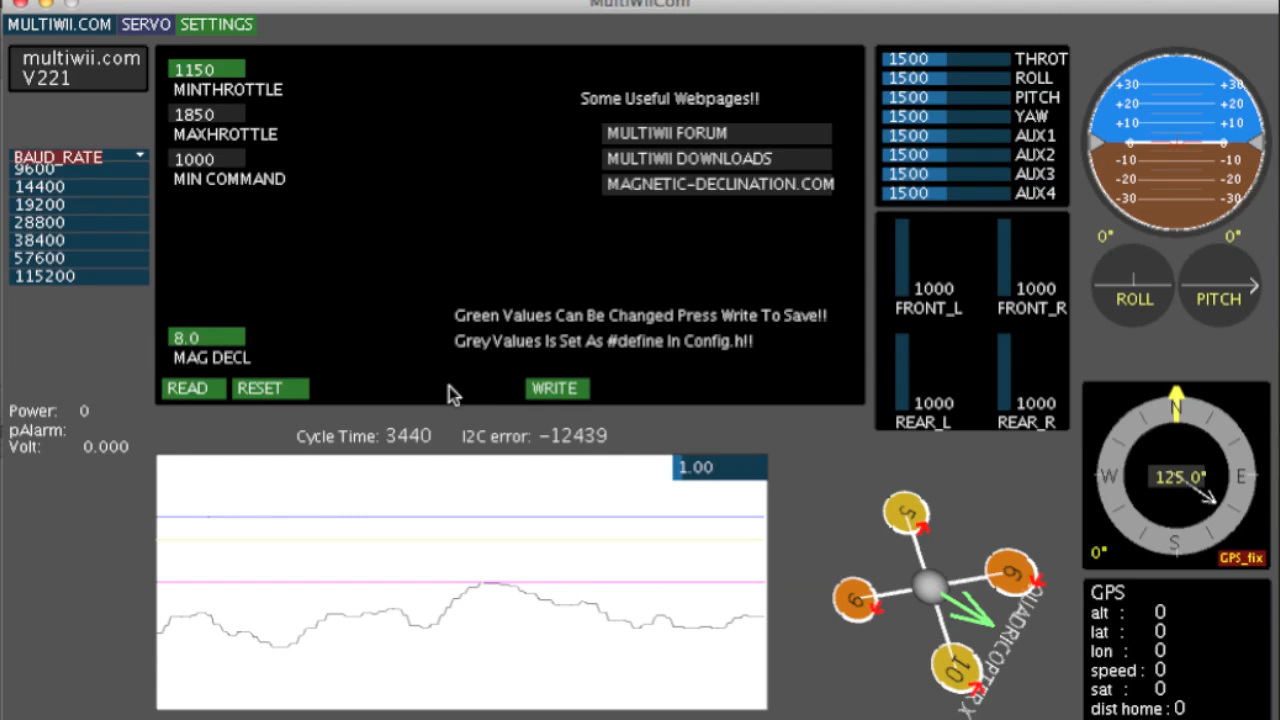 MultiWiiCom
MULTIWII.COM SERVO SETTINGS
multiwii.com
V221
BAUD_RATE
9600
14400
19200
28800
38400
57600
115200
Power: 0
pAlarm:
Volt: 0.000
1150
MINTHROTTLE
1850
MAXHROTTLE
1000
MIN COMMAND
Some Useful Webpages!!
MULTIWII FORUM
MULTIWII DOWNLOADS
MAGNETIC-DECLINATION.COM
Green Values Can Be Changed Press Write To Save!!
Grey Values Is Set As #define In Config.h!!
8.0
MAG DECL
READ RESET WRITE
Cycle Time: 3440 I2C error: -12439
1.00
1500 THROT
1500 ROLL
1500 PITCH
1500 YAW
1500 AUX1
1500 AUX2
1500 AUX3
1500 AUX4
1000 1000
FRONT_L FRONT_R
1000 1000
REAR_L REAR_R
+30 +30
+20 +20
+10 +10
0 0
-10 -10
-20 -20
-30 -30
0° 0°
ROLL PITCH
N
W 125.0° E
S
0° GPS_fix
5
6
9
10
QUADRICOPTER X
GPS
alt : 0
lat : 0
lon : 0
speed : 0
sat : 0
dist home : 0